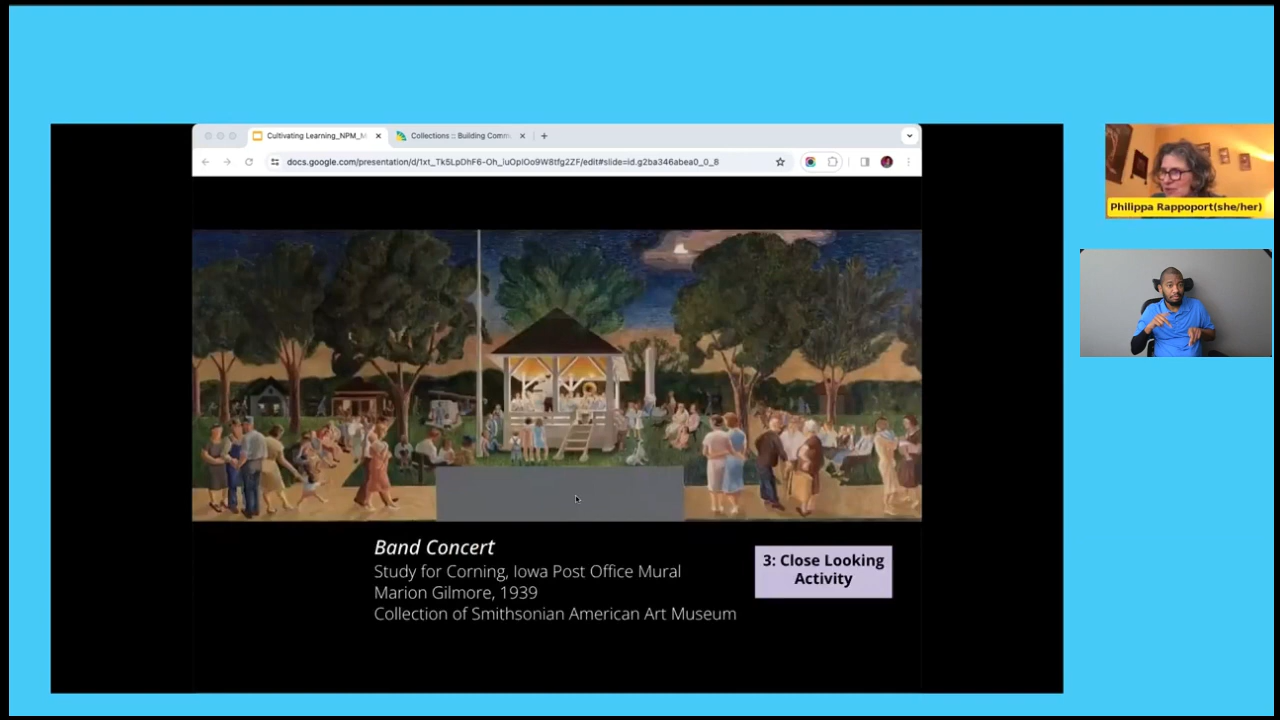 Cultivating Learning_NPM_M
Collections :: Building Comm
docs.google.com/presentation/d/1xt_Tk5LpDhF6-Oh_iuOpIOo9W8tfg2ZF/edit#slide=id.g2ba346abea0_0_8
Philippa Rappoport(she/her)
Band Concert
Study for Corning, Iowa Post Office Mural
Marion Gilmore, 1939
Collection of Smithsonian American Art Museum
3: Close Looking
Activity